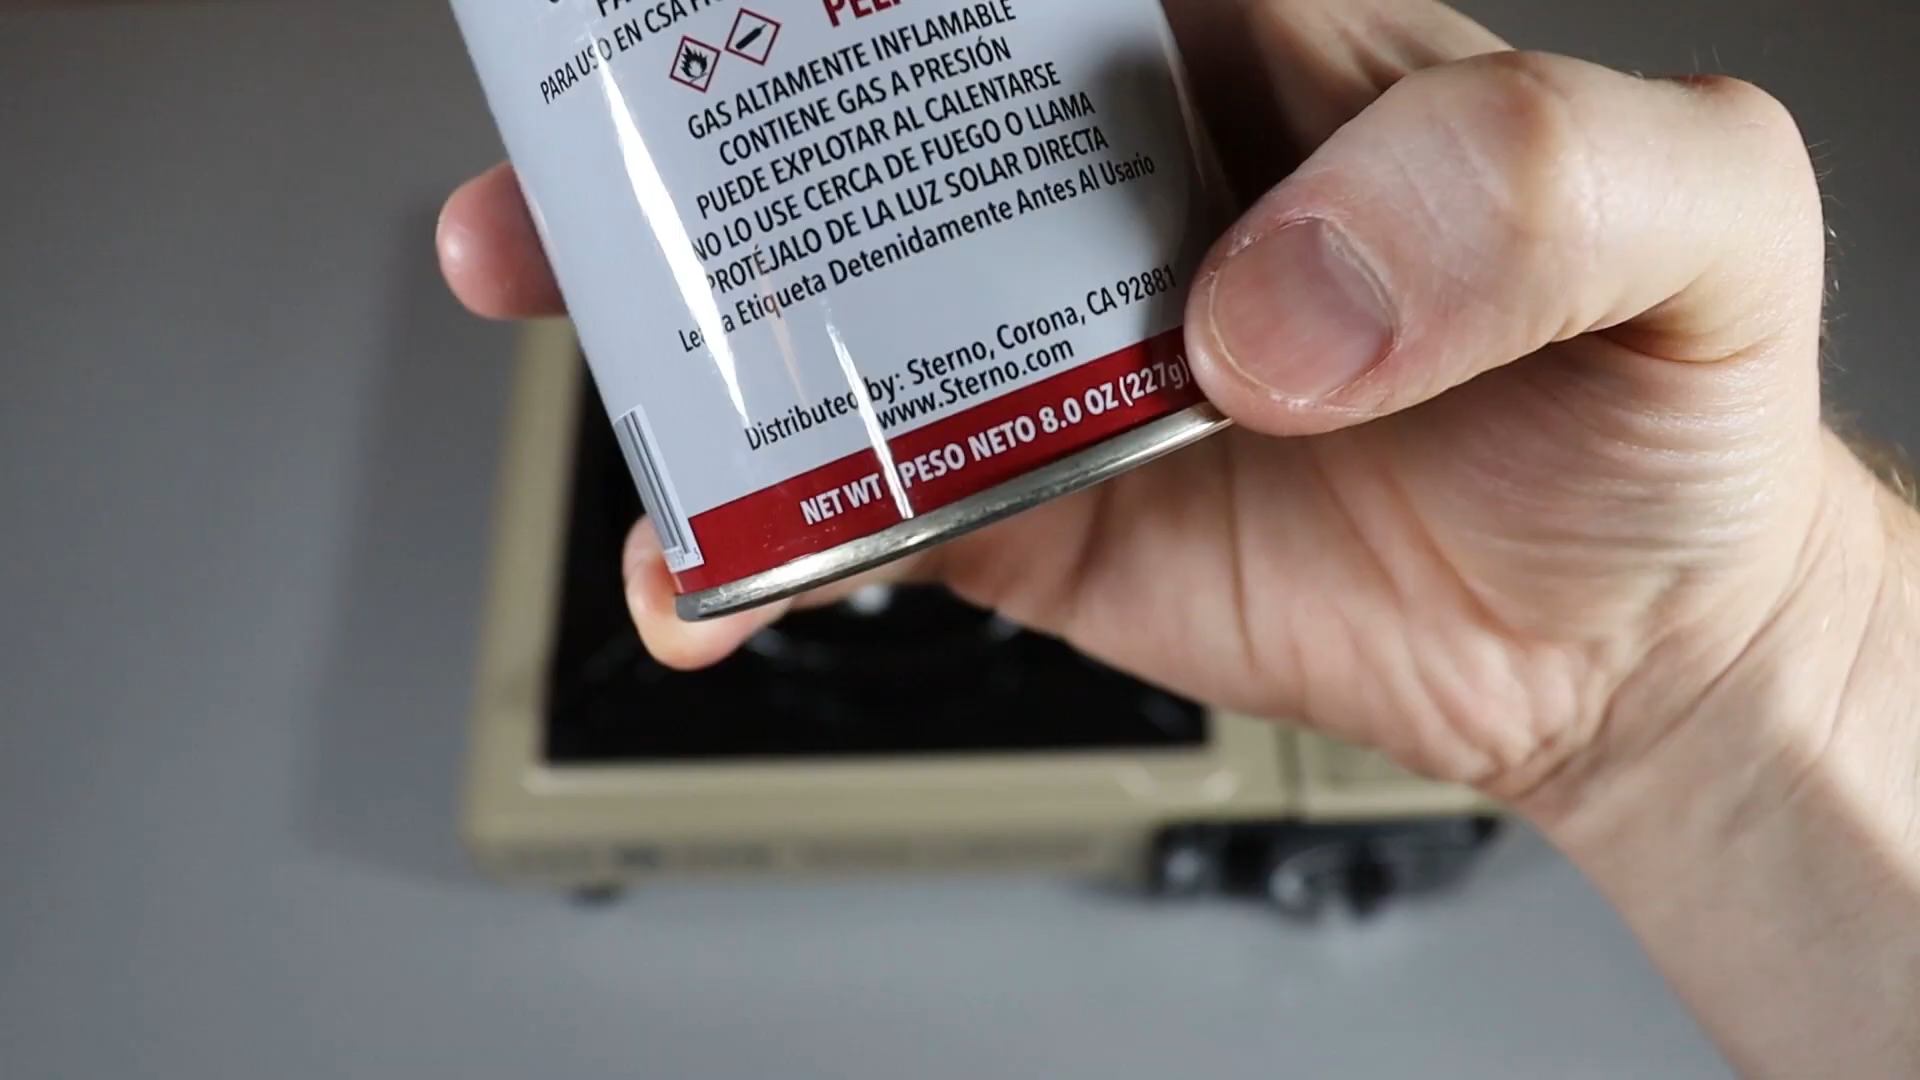 PARA USO EN CSA
GAS ALTAMENTE INFLAMABLE
CONTIENE GAS A PRESIÓN
PUEDE EXPLOTAR AL CALENTARSE
NO LO USE CERCA DE FUEGO O LLAMA
PROTÉJALO DE LA LUZ SOLAR DIRECTA
Etiqueta Detenidamente Antes Al Usario
Distributed by: Sterno, Corona, CA 92881
www.Sterno.com
NET WT PESO NETO 8.0 OZ (227g)